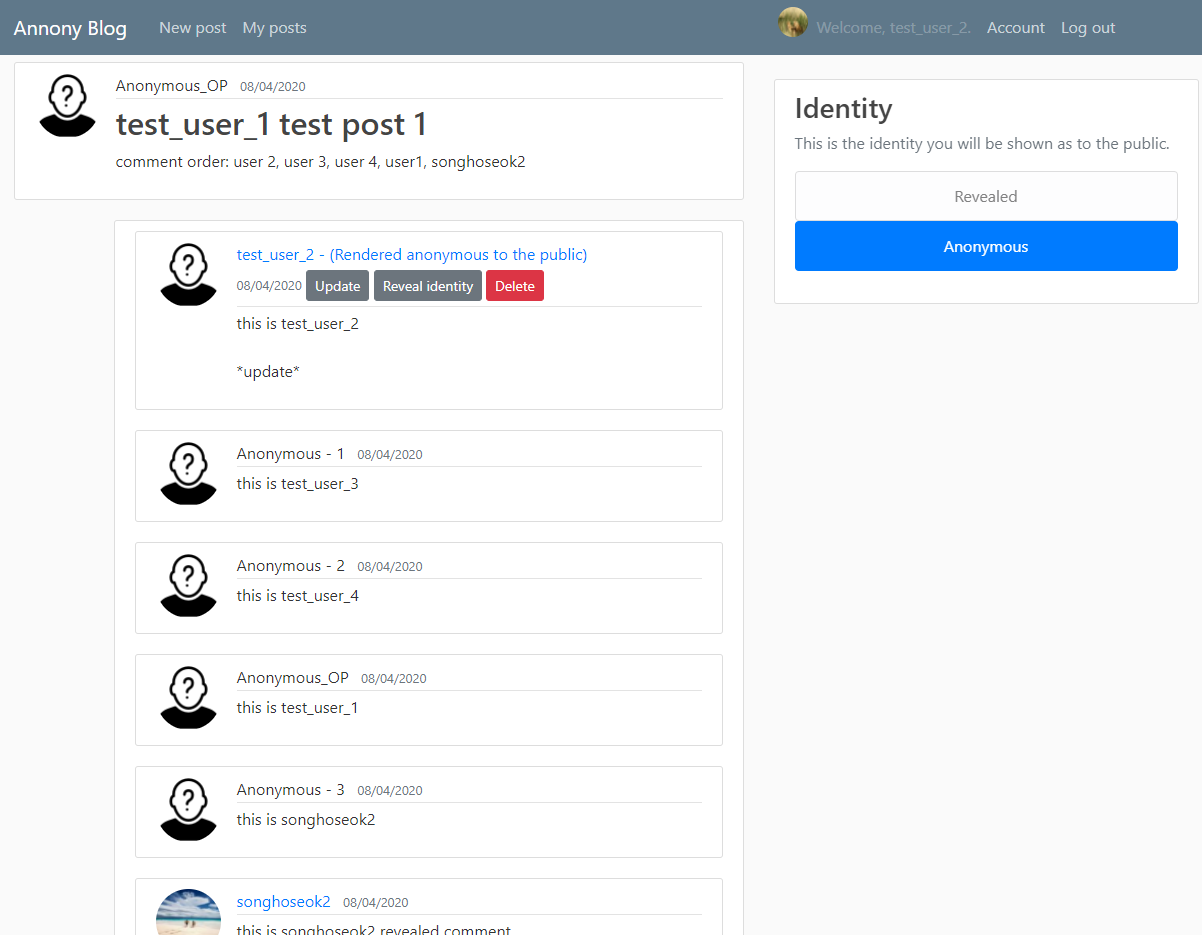 Annony Blog New post My posts Welcome, test_user_2. Account Log out
Anonymous_OP 08/04/2020
test_user_1 test post 1
comment order: user 2, user 3, user 4, user1, songhoseok2
test_user_2 - (Rendered anonymous to the public)
08/04/2020 Update Reveal identity Delete
this is test_user_2
*update*
Anonymous - 1 08/04/2020
this is test_user_3
Anonymous - 2 08/04/2020
this is test_user_4
Anonymous_OP 08/04/2020
this is test_user_1
Anonymous - 3 08/04/2020
this is songhoseok2
songhoseok2 08/04/2020
this is songhoseok2 revealed comment
Identity
This is the identity you will be shown as to the public.
Revealed
Anonymous